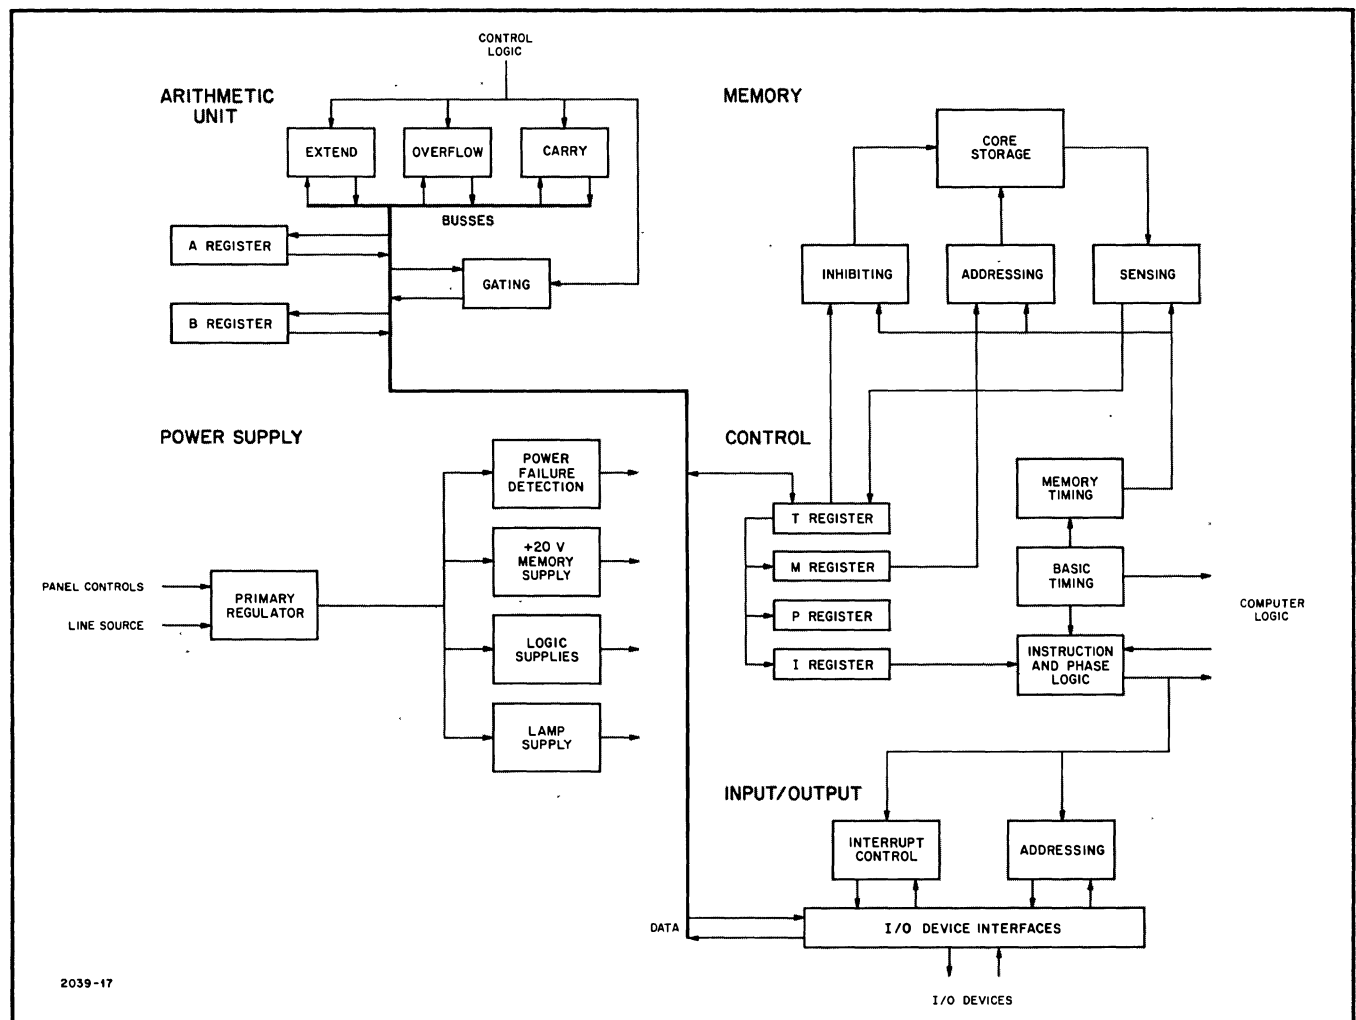 CONTROL
LOGIC
ARITHMETIC
UNIT
EXTEND
OVERFLOW
CARRY
BUSSES
A REGISTER
GATING
B REGISTER
MEMORY
CORE
STORAGE
INHIBITING
ADDRESSING
SENSING
POWER SUPPLY
POWER
FAILURE
DETECTION
+20 V
MEMORY
SUPPLY
PANEL CONTROLS
LINE SOURCE
PRIMARY
REGULATOR
LOGIC
SUPPLIES
LAMP
SUPPLY
CONTROL
T REGISTER
M REGISTER
P REGISTER
I REGISTER
MEMORY
TIMING
BASIC
TIMING
INSTRUCTION
AND PHASE
LOGIC
COMPUTER
LOGIC
INPUT/OUTPUT
INTERRUPT
CONTROL
ADDRESSING
DATA
I/O DEVICE INTERFACES
I/O DEVICES
2039-17